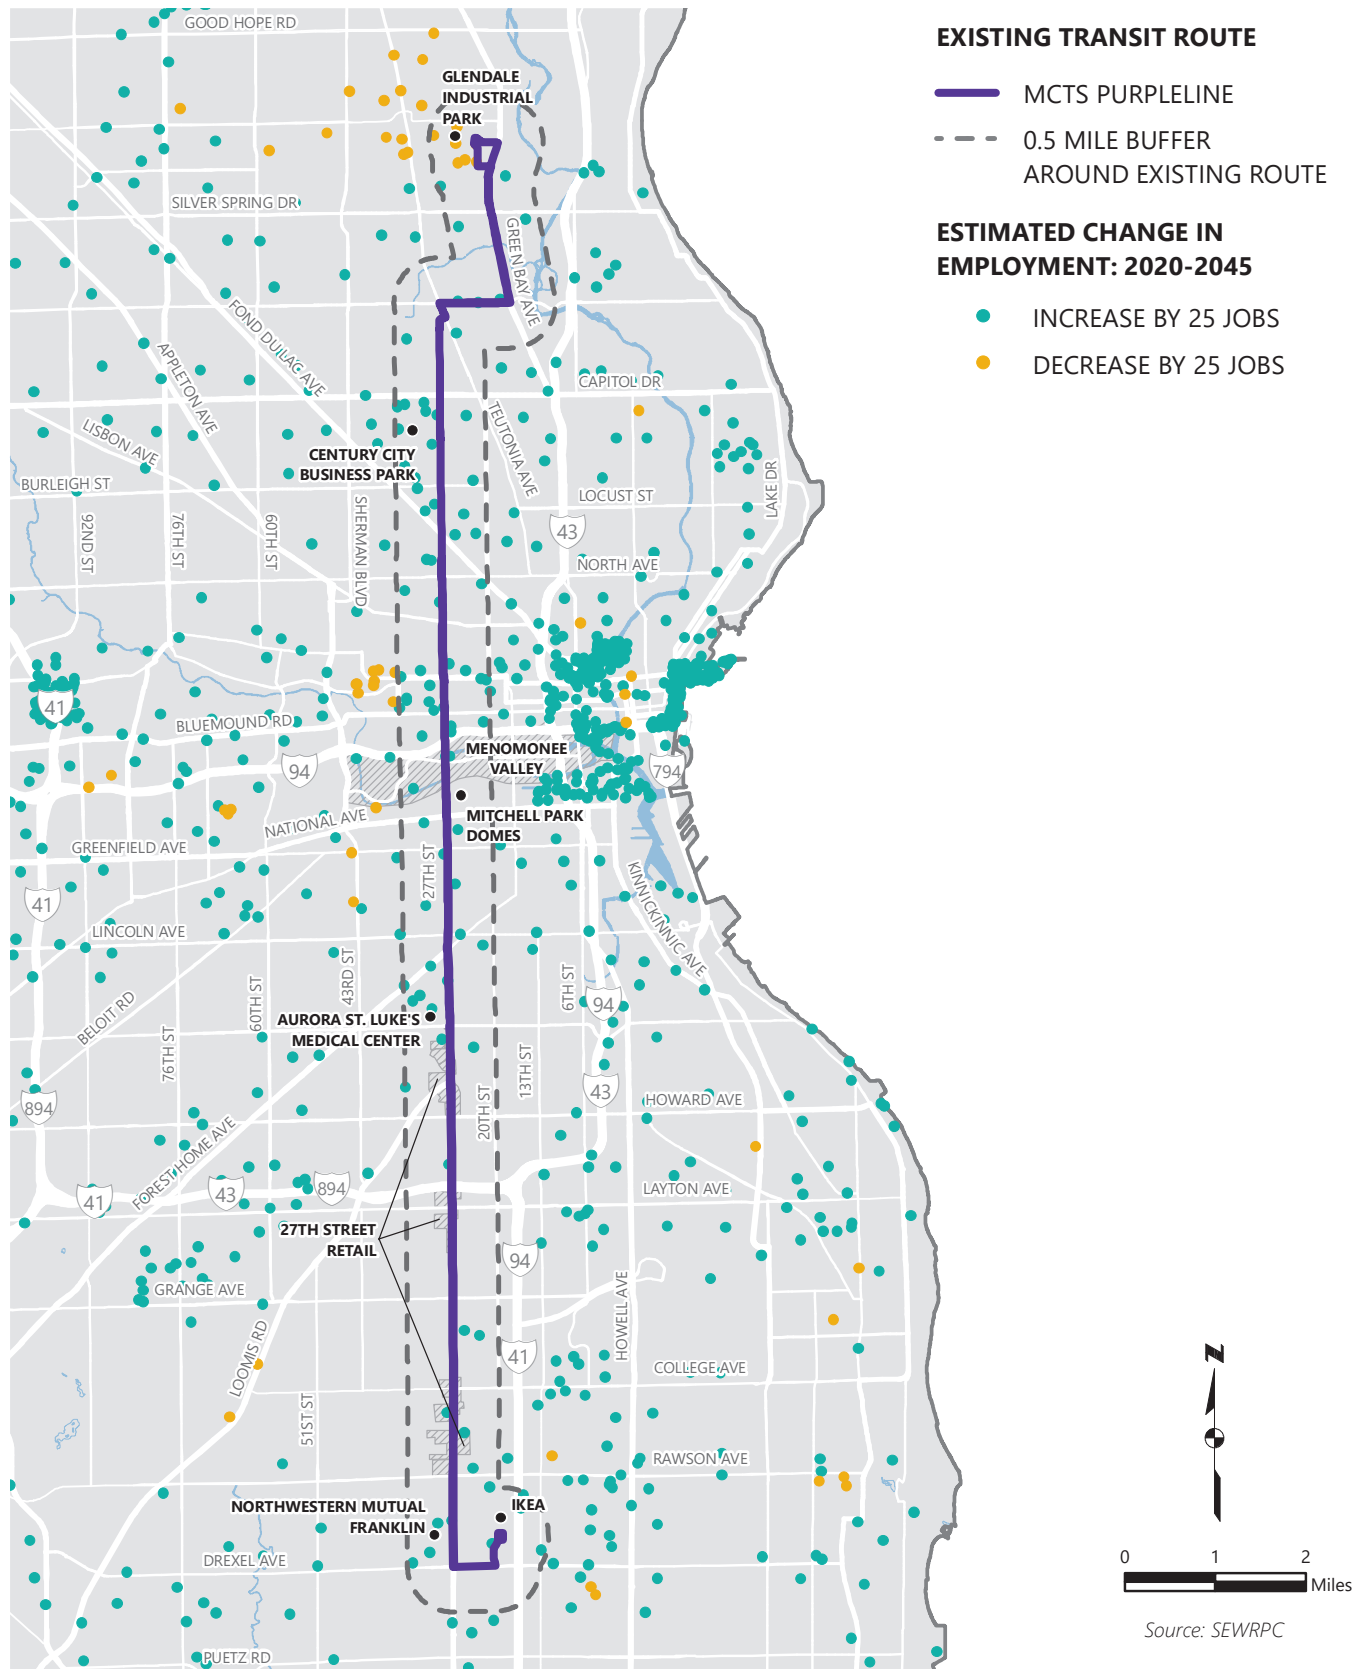 EXISTING TRANSIT ROUTE
MCTS PURPLELINE
0.5 MILE BUFFER
AROUND EXISTING ROUTE
ESTIMATED CHANGE IN
EMPLOYMENT: 2020-2045
INCREASE BY 25 JOBS
DECREASE BY 25 JOBS
GOOD HOPE RD
GLENDALE
INDUSTRIAL
PARK
SILVER SPRING DR
GREEN BAY AVE
FOND DU LAC AVE
APPLETON AVE
CAPITOL DR
TEUTONIA AVE
LISBON AVE
CENTURY CITY
BUSINESS PARK
BURLEIGH ST
LOCUST ST
LAKE DR
92ND ST
76TH ST
60TH ST
SHERMAN BLVD
43
NORTH AVE
41
BLUEMOUND RD
94
MENOMONEE
VALLEY
794
MITCHELL PARK
DOMES
NATIONAL AVE
GREENFIELD AVE
27TH ST
KINNICKINNIC AVE
41
LINCOLN AVE
43RD ST
60TH ST
6TH ST
94
BELOIT RD
AURORA ST. LUKE'S
MEDICAL CENTER
76TH ST
13TH ST
20TH ST
43
894
HOWARD AVE
FOREST HOME AVE
41
43
894
LAYTON AVE
27TH STREET
RETAIL
94
GRANGE AVE
HOWELL AVE
LOOMIS RD
41
COLLEGE AVE
51ST ST
RAWSON AVE
NORTHWESTERN MUTUAL
FRANKLIN
IKEA
DREXEL AVE
PUETZ RD
N
0 1 2
Miles
Source: SEWRPC